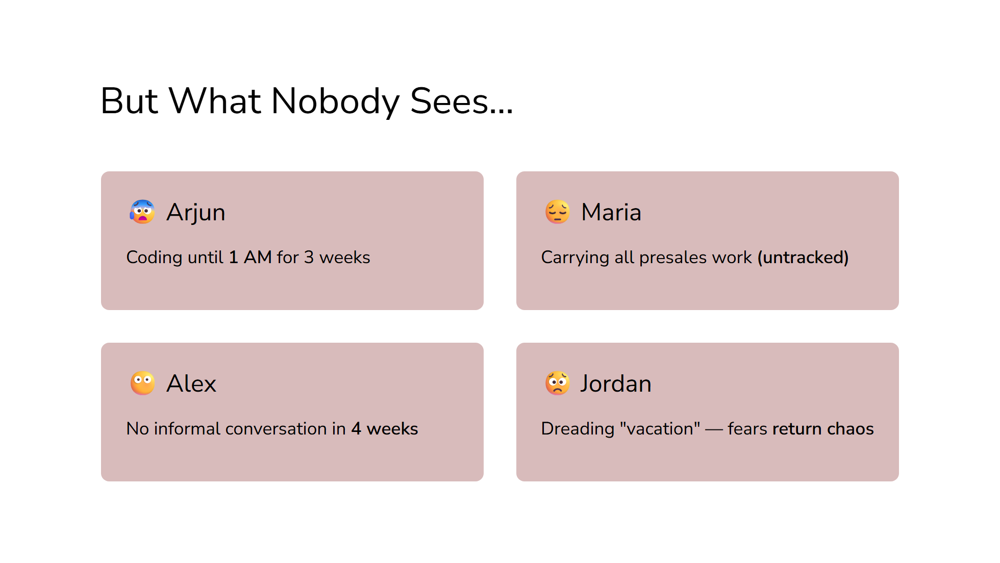 But What Nobody Sees...
😰 Arjun
Coding until 1 AM for 3 weeks
😔 Maria
Carrying all presales work (untracked)
😶 Alex
No informal conversation in 4 weeks
😟 Jordan
Dreading "vacation" — fears return chaos